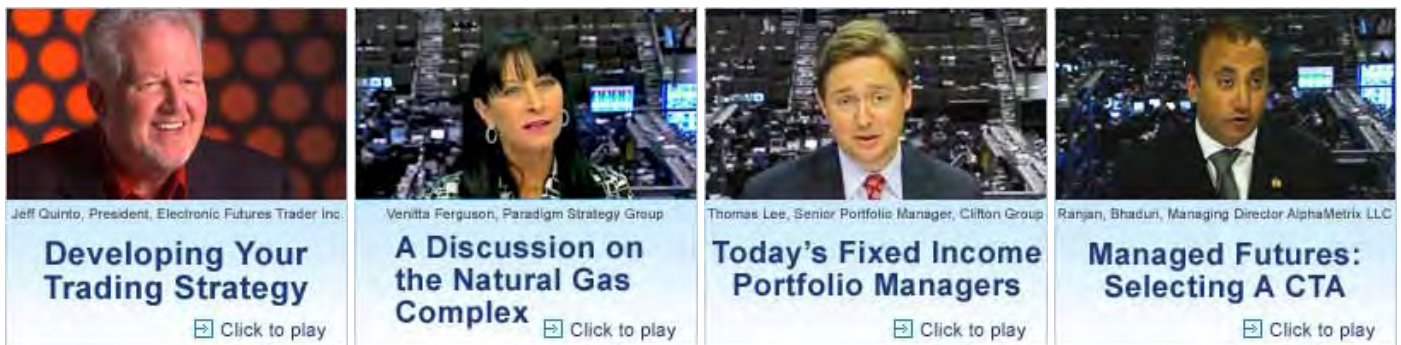 Jeff Quinto, President, Electronic Futures Trader Inc.
Developing Your
Trading Strategy
Click to play
Venitta Ferguson, Paradigm Strategy Group
A Discussion on
the Natural Gas
Complex
Click to play
Thomas Lee, Senior Portfolio Manager, Clifton Group
Today's Fixed Income
Portfolio Managers
Click to play
Ranjan, Bhaduri, Managing Director AlphaMetrix LLC
Managed Futures:
Selecting A CTA
Click to play